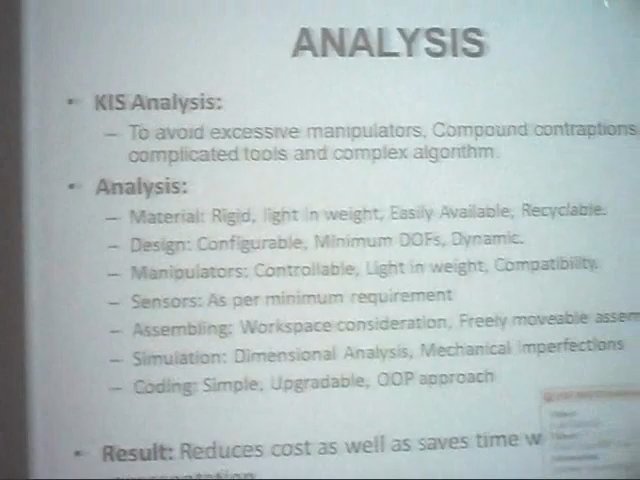 ANALYSIS
• KIS Analysis:
– To avoid excessive manipulators, Compound contraptions,
complicated tools and complex algorithm.
• Analysis:
– Material: Rigid, light in weight, Easily Available, Recyclable.
– Design: Configurable, Minimum DOFs, Dynamic.
– Manipulators: Controllable, Light in weight, Compatibility.
– Sensors: As per minimum requirement
– Assembling: Workspace consideration, Freely moveable assem
– Simulation: Dimensional Analysis, Mechanical Imperfections
– Coding: Simple, Upgradable, OOP approach
• Result: Reduces cost as well as saves time w